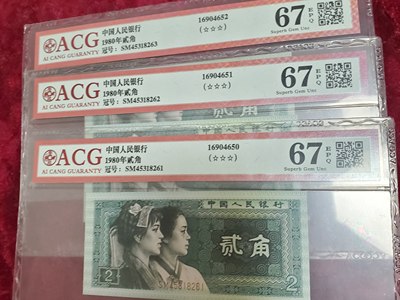 ACG
AI CANG GUARANTY
中国人民银行
1980年贰角
冠号：SM45318263
16904652
(☆☆☆)
67 EPQ
Superb Gem Unc
ACG
AI CANG GUARANTY
中国人民银行
1980年贰角
冠号：SM45318262
16904651
(☆☆☆)
67 EPQ
Superb Gem Unc
贰角
ACG
AI CANG GUARANTY
中国人民银行
1980年贰角
冠号：SM45318261
16904650
(☆☆☆)
67 EPQ
Superb Gem Unc
中国人民银行
贰角
SM45318261
2
2